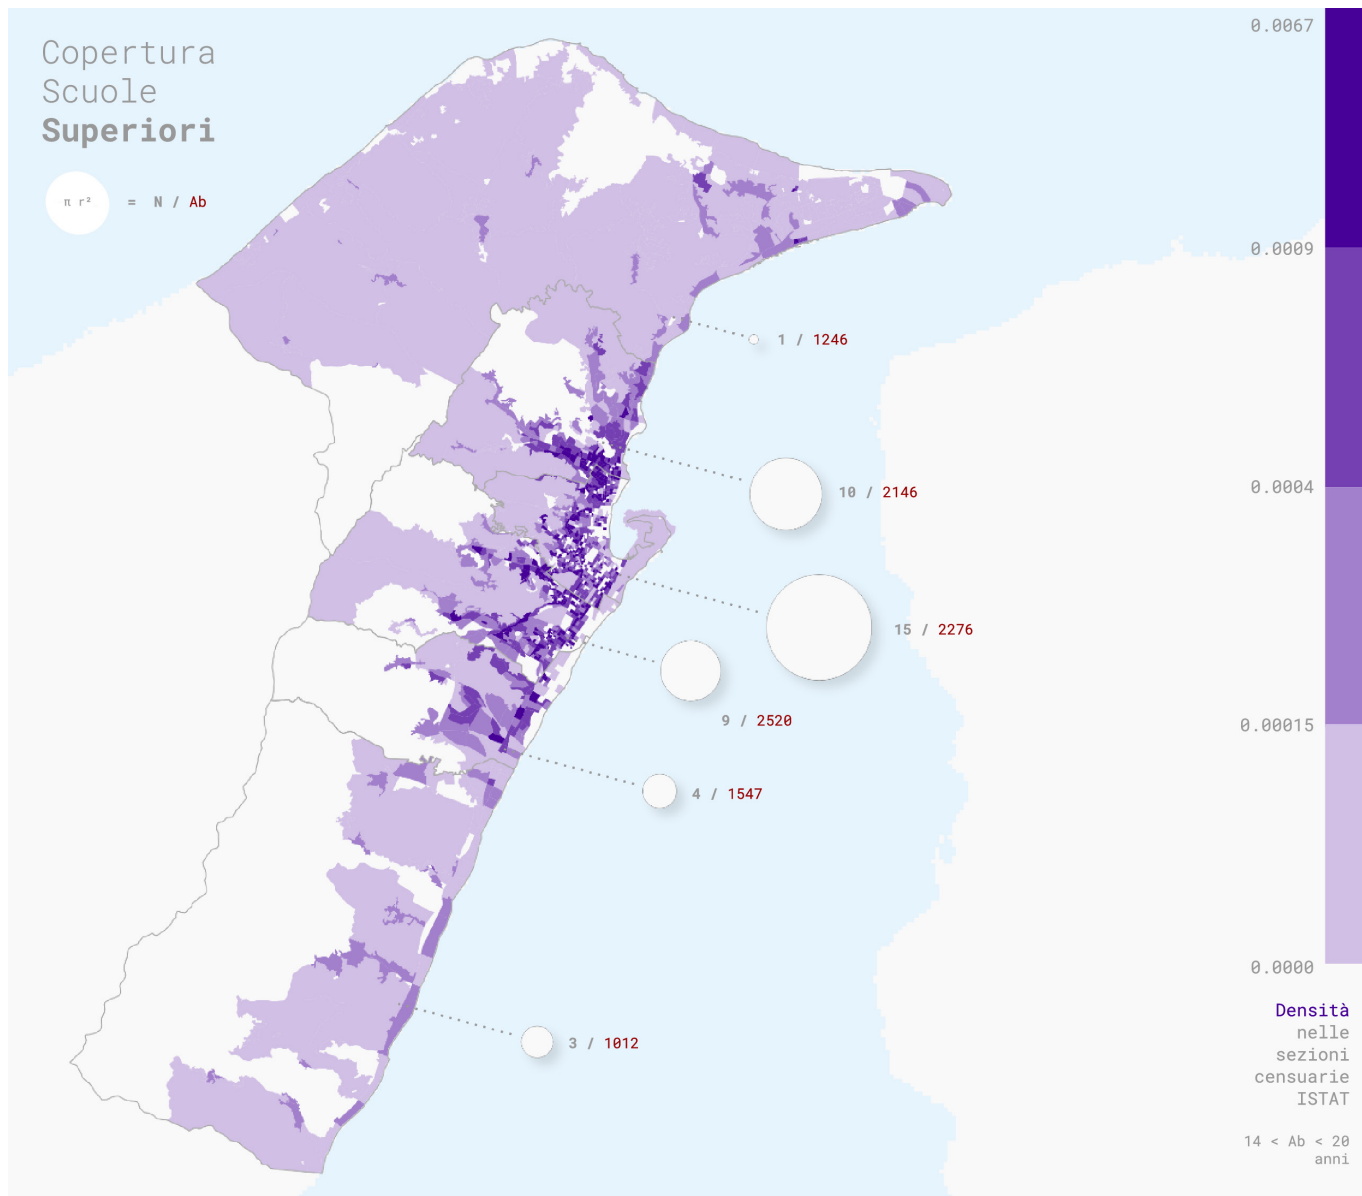 Copertura
Scuole
Superiori
π r² = N / Ab
1 / 1246
10 / 2146
15 / 2276
9 / 2520
4 / 1547
3 / 1012
0.0067
0.0009
0.0004
0.00015
0.0000
Densità
nelle
sezioni
censuarie
ISTAT
14 < Ab < 20
anni